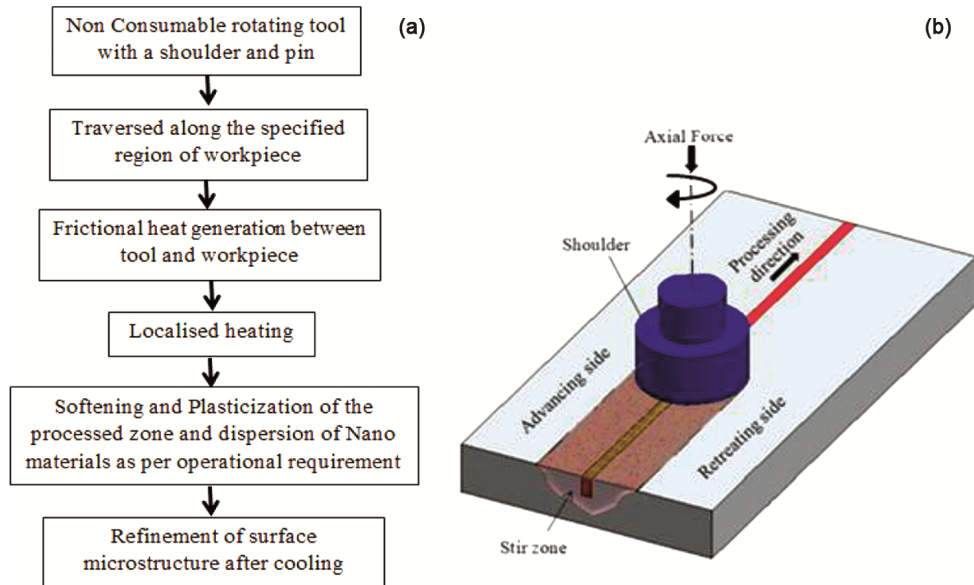 (a)
Non Consumable rotating tool
with a shoulder and pin
Traversed along the specified
region of workpiece
Frictional heat generation between
tool and workpiece
Localised heating
Softening and Plasticization of the
processed zone and dispersion of Nano
materials as per operational requirement
Refinement of surface
microstructure after cooling
(b)
Axial Force
Shoulder
Processing
direction
Advancing side
Retreating side
Stir zone